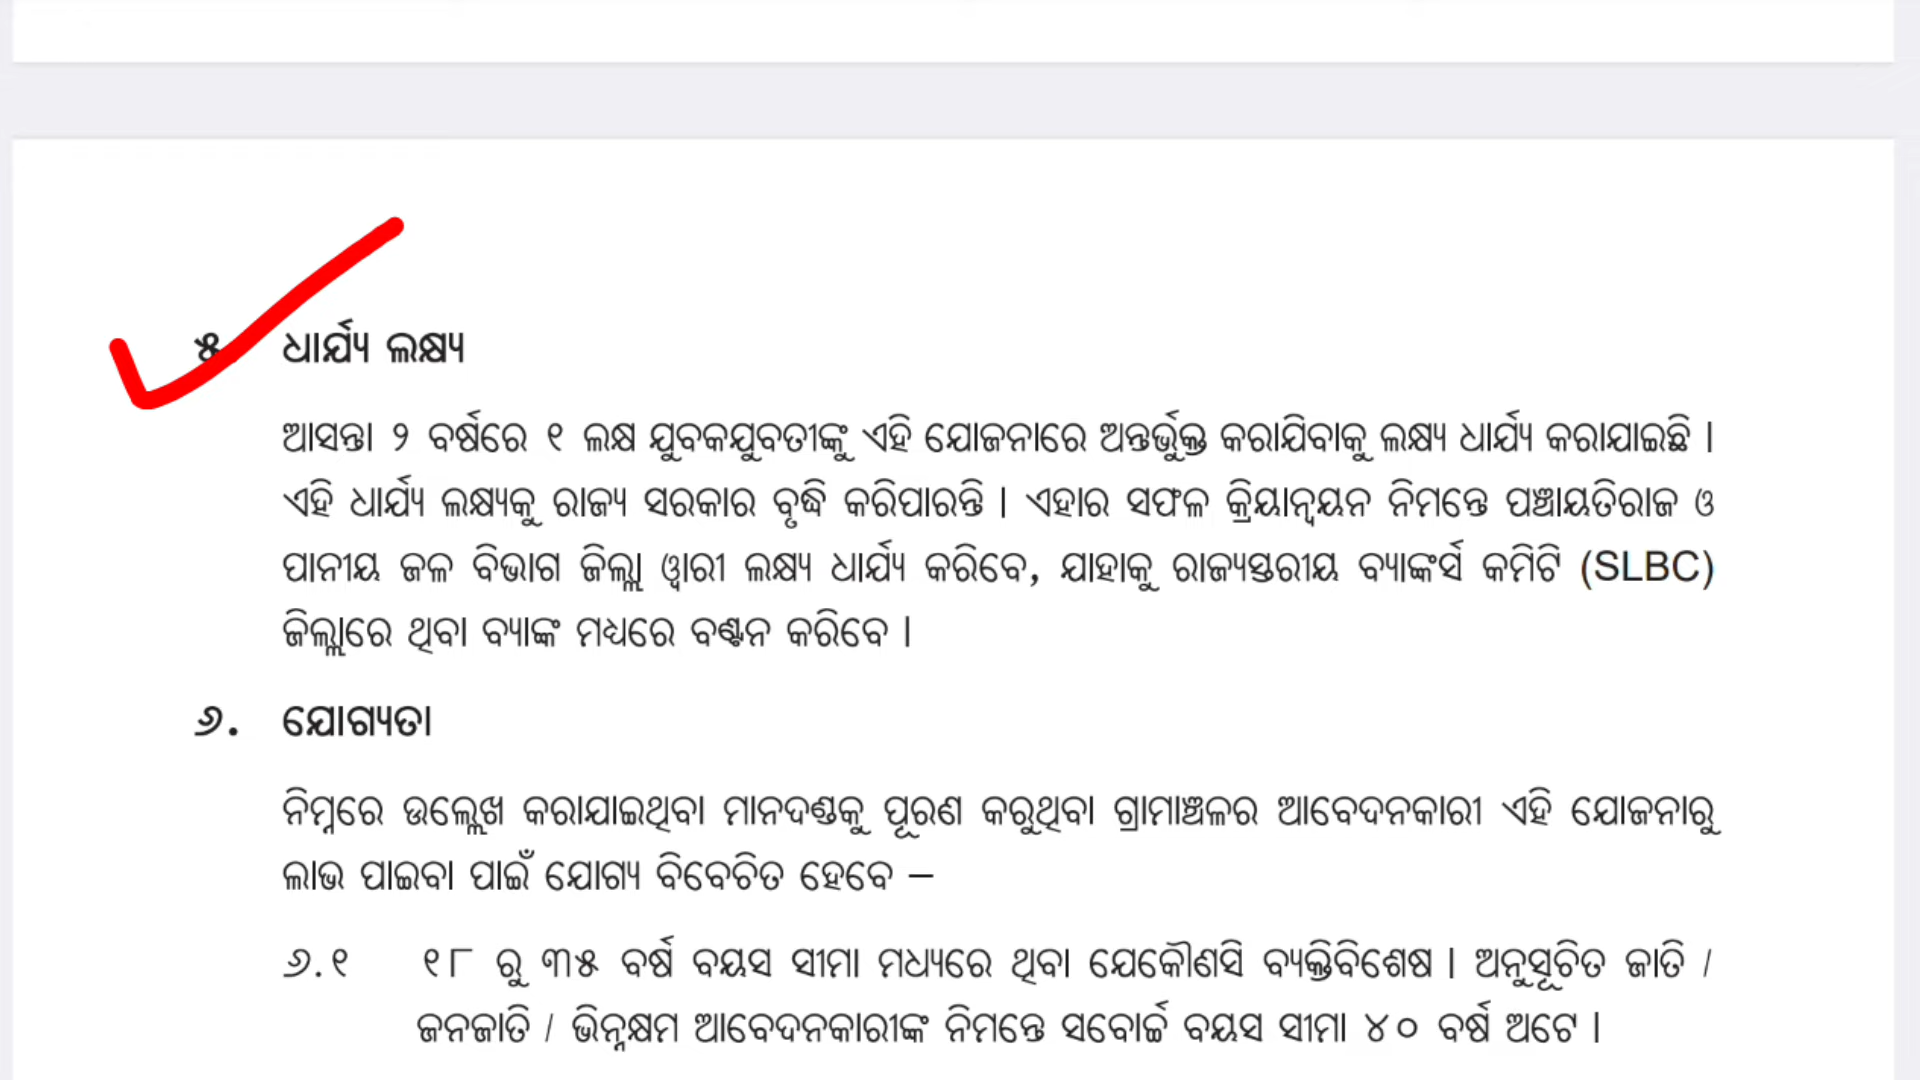 ୫. ଧାର୍ଯ୍ୟ ଲକ୍ଷ୍ୟ
ଆସନ୍ତା ୨ ବର୍ଷରେ ୧ ଲକ୍ଷ ଯୁବକଯୁବତୀଙ୍କୁ ଏହି ଯୋଜନାରେ ଅନ୍ତର୍ଭୁକ୍ତ କରାଯିବାକୁ ଲକ୍ଷ୍ୟ ଧାର୍ଯ୍ୟ କରାଯାଇଛି ।
ଏହି ଧାର୍ଯ୍ୟ ଲକ୍ଷ୍ୟକୁ ରାଜ୍ୟ ସରକାର ବୃଦ୍ଧି କରିପାରନ୍ତି । ଏହାର ସଫଳ କ୍ରିୟାନ୍ୱୟନ ନିମନ୍ତେ ପଞ୍ଚାୟତିରାଜ ଓ
ପାନୀୟ ଜଳ ବିଭାଗ ଜିଲ୍ଲା ୱାରୀ ଲକ୍ଷ୍ୟ ଧାର୍ଯ୍ୟ କରିବେ, ଯାହାକୁ ରାଜ୍ୟସ୍ତରୀୟ ବ୍ୟାଙ୍କର୍ସ କମିଟି (SLBC)
ଜିଲ୍ଲାରେ ଥିବା ବ୍ୟାଙ୍କ ମଧ୍ୟରେ ବଣ୍ଟନ କରିବେ ।
୬. ଯୋଗ୍ୟତା
ନିମ୍ନରେ ଉଲ୍ଲେଖ କରାଯାଇଥିବା ମାନଦଣ୍ଡକୁ ପୂରଣ କରୁଥିବା ଗ୍ରାମାଞ୍ଚଳର ଆବେଦନକାରୀ ଏହି ଯୋଜନାରୁ
ଲାଭ ପାଇବା ପାଇଁ ଯୋଗ୍ୟ ବିବେଚିତ ହେବେ –
୬.୧ ୧୮ ରୁ ୩୫ ବର୍ଷ ବୟସ ସୀମା ମଧ୍ୟରେ ଥିବା ଯେକୌଣସି ବ୍ୟକ୍ତିବିଶେଷ । ଅନୁସୂଚିତ ଜାତି /
ଜନଜାତି / ଭିନ୍ନକ୍ଷମ ଆବେଦନକାରୀଙ୍କ ନିମନ୍ତେ ସବୋର୍ଚ୍ଚ ବୟସ ସୀମା ୪୦ ବର୍ଷ ଅଟେ ।